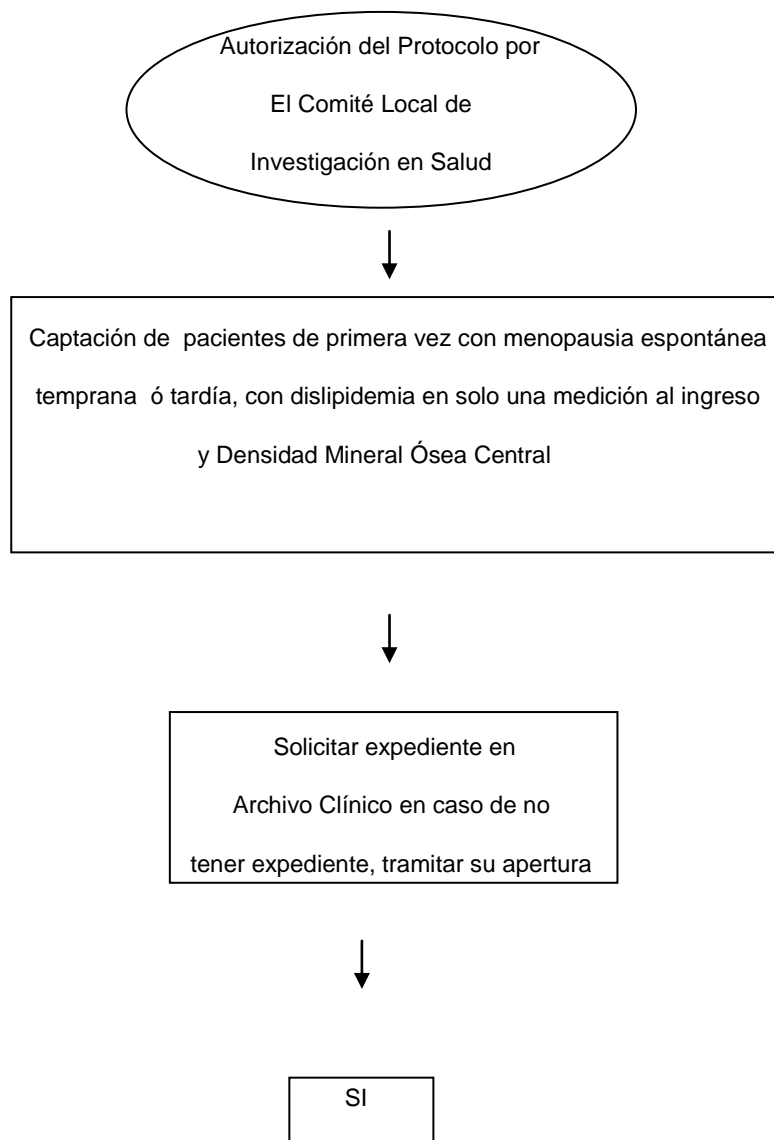 Autorización del Protocolo por
El Comité Local de
Investigación en Salud
Captación de pacientes de primera vez con menopausia espontánea
temprana ó tardía, con dislipidemia en solo una medición al ingreso
y Densidad Mineral Ósea Central
Solicitar expediente en
Archivo Clínico en caso de no
tener expediente, tramitar su apertura
SI